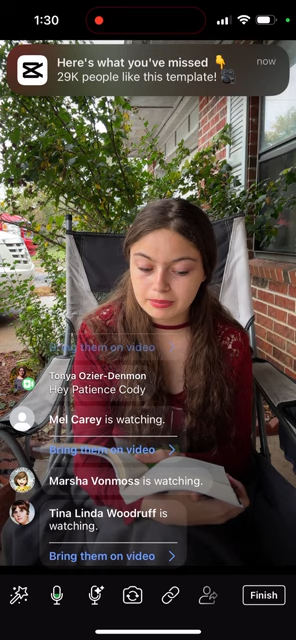 1:30
Here's what you've missed 👇
now
29K people like this template!
Bring them on video
Tonya Ozier-Denmon
Hey Patience Cody
Mel Carey is watching.
Bring them on video
Marsha Vonmoss is watching.
Tina Linda Woodruff is
watching.
Bring them on video
Finish